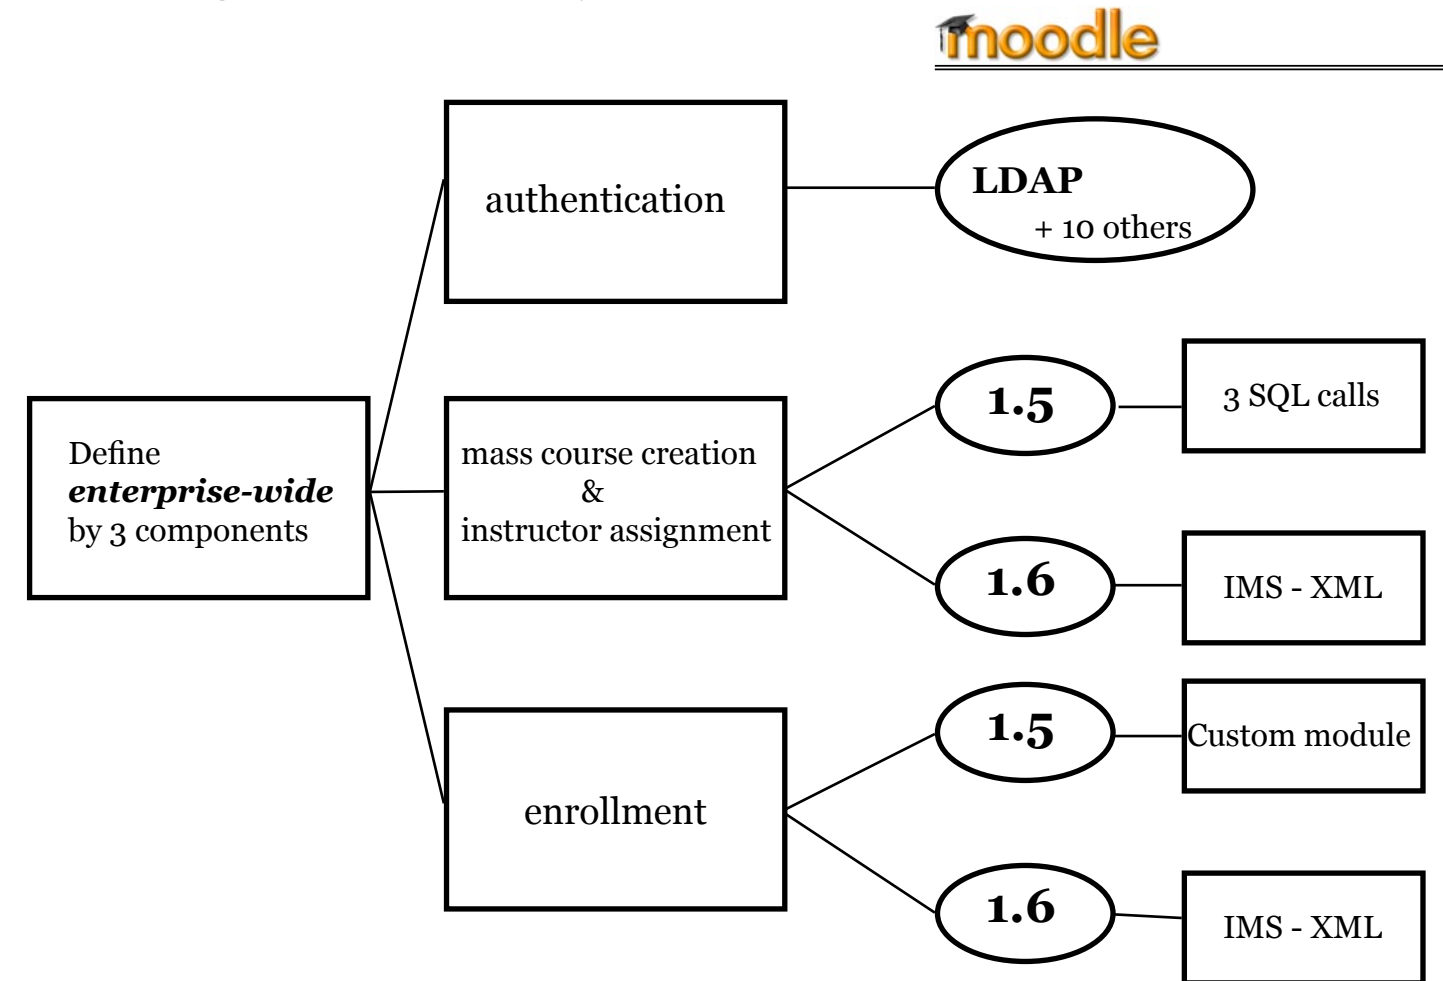 moodle
authentication
LDAP
+ 10 others
Define
enterprise-wide
by 3 components
mass course creation
&
instructor assignment
1.5
3 SQL calls
1.6
IMS - XML
enrollment
1.5
Custom module
1.6
IMS - XML